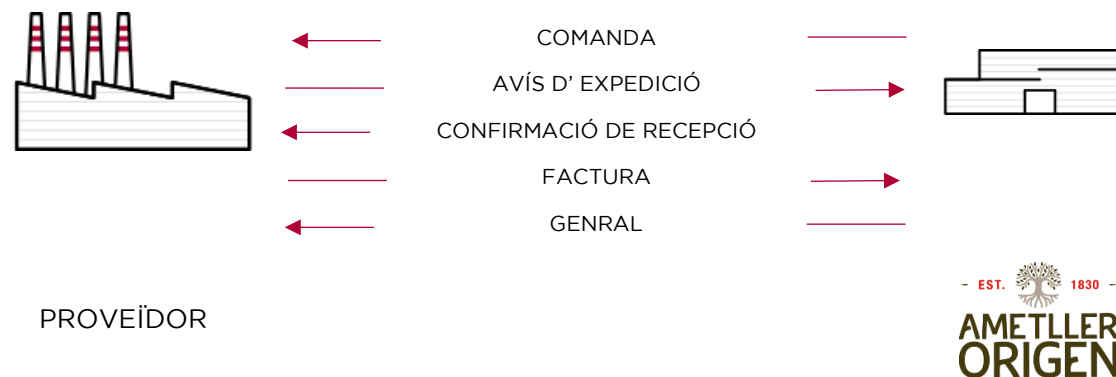 COMANDA
AVÍS D' EXPEDICIÓ
CONFIRMACIÓ DE RECEPCIÓ
FACTURA
GENRAL
PROVEÏDOR
- EST. 1830 -
AMETLLER
ORIGEN